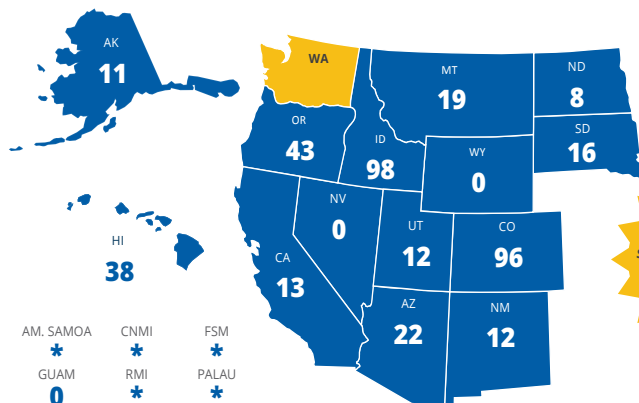 AK
11
WA
MT
19
ND
8
OR
43
ID
98
SD
16
WY
0
NV
0
UT
12
CO
96
HI
38
CA
13
AZ
22
NM
12
AM. SAMOA CNMI FSM
* * *
GUAM RMI PALAU
0 * *